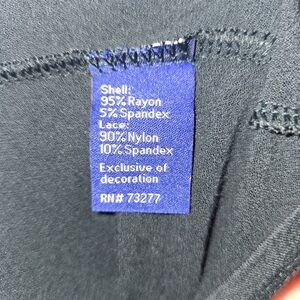 Shell:
95% Rayon
5% Spandex
Lace:
90% Nylon
10% Spandex
Exclusive of
decoration
RN# 73277